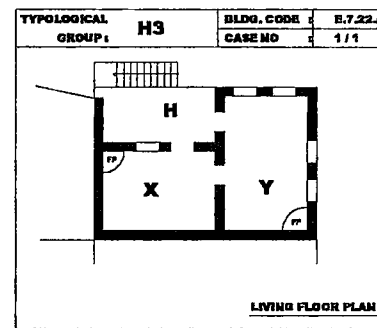 TYPOLOGICAL GROUP: H3
BLDG. CODE : E.7.22.
CASE NO : 1 / 1
H
FP
X
Y
FP
LIVING FLOOR PLAN